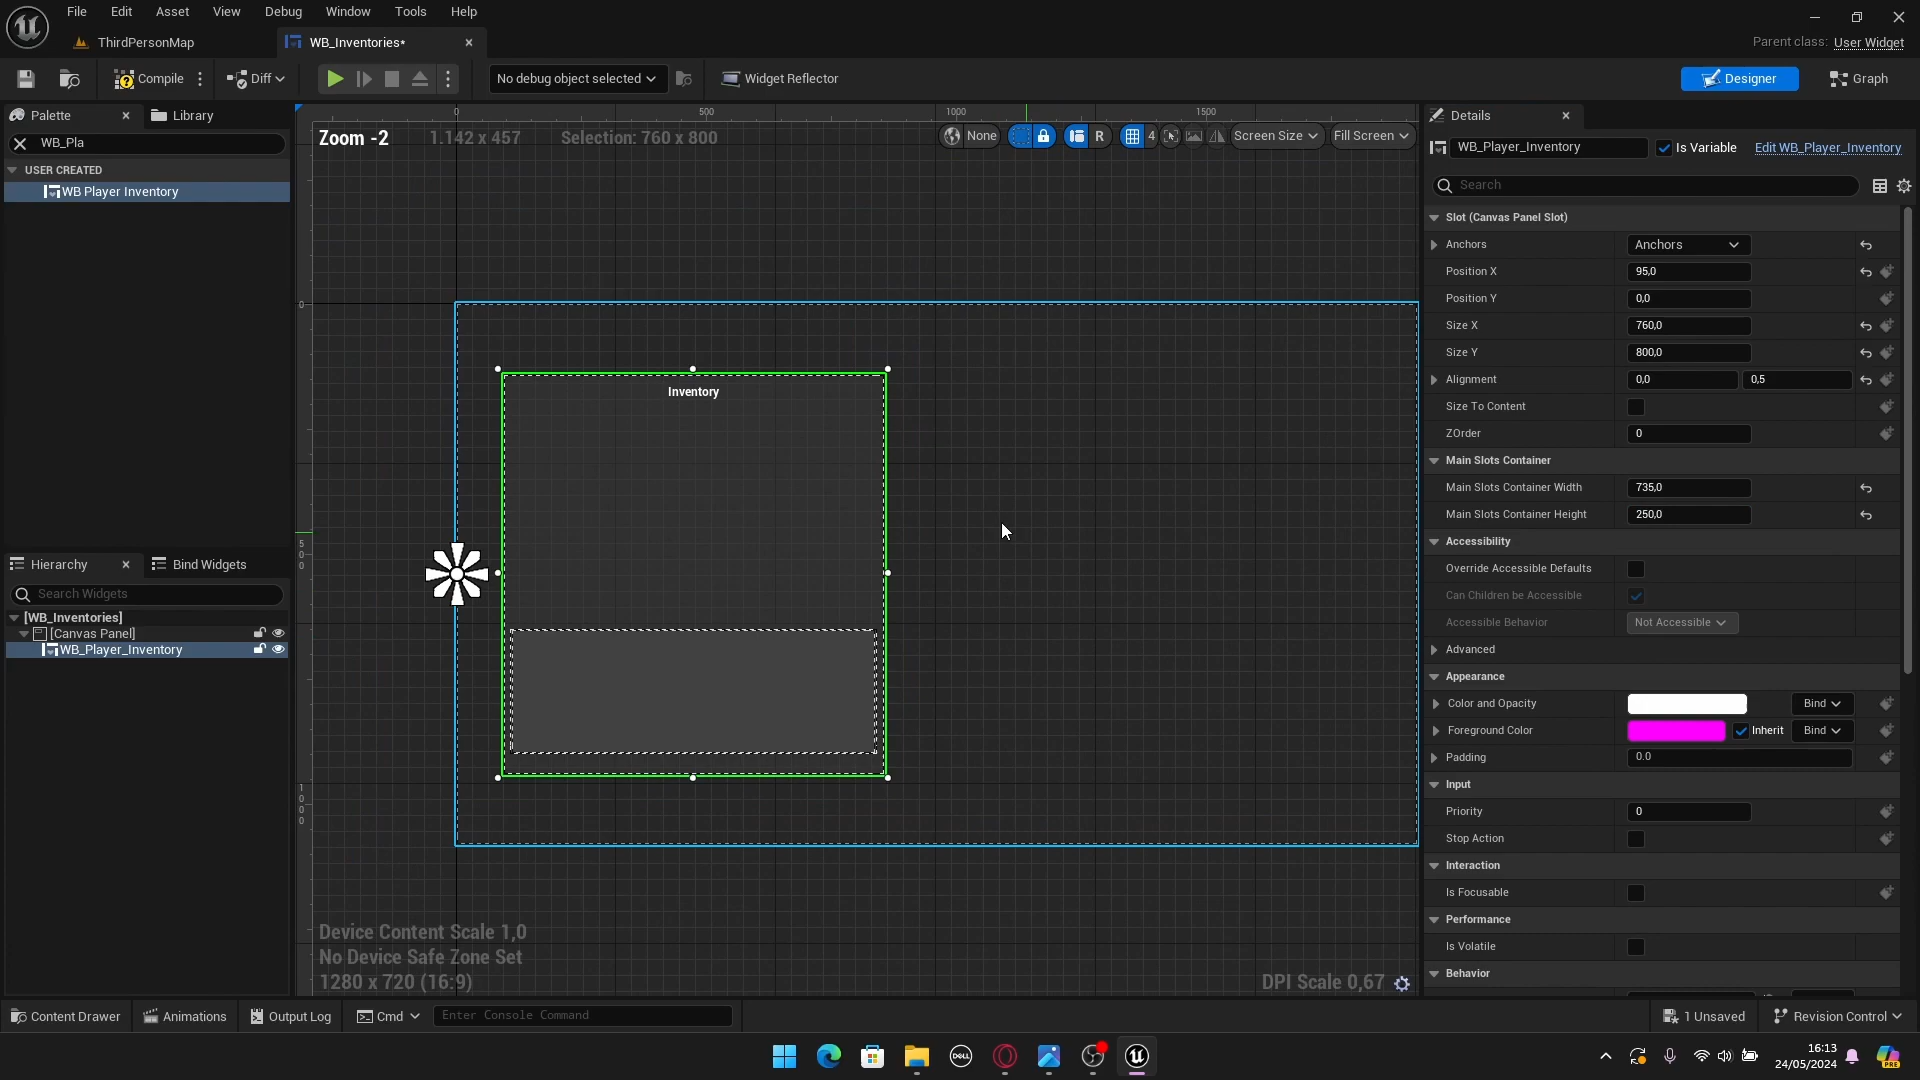 File Edit Asset View Debug Window Tools Help
ThirdPersonMap
WB_Inventories*
Parent class: User Widget
Compile
Diff
No debug object selected
Widget Reflector
Designer
Graph
Palette
Library
WB_Pla
USER CREATED
WB Player Inventory
Hierarchy
Bind Widgets
Search Widgets
[WB_Inventories]
[Canvas Panel]
WB_Player_Inventory
0 500 1000 1500
Zoom -2
1.142 x 457
Selection: 760 x 800
None
R
4
Screen Size
Fill Screen
0
500
1000
Inventory
Device Content Scale 1,0
No Device Safe Zone Set
1280 x 720 (16:9)
DPI Scale 0,67
Details
WB_Player_Inventory
Is Variable
Edit WB_Player_Inventory
Search
Slot (Canvas Panel Slot)
Anchors Anchors
Position X 95,0
Position Y 0,0
Size X 760,0
Size Y 800,0
Alignment 0,0 0,5
Size To Content
ZOrder 0
Main Slots Container
Main Slots Container Width 735,0
Main Slots Container Height 250,0
Accessibility
Override Accessible Defaults
Can Children be Accessible
Accessible Behavior Not Accessible
Advanced
Appearance
Color and Opacity Bind
Foreground Color Inherit Bind
Padding 0.0
Input
Priority 0
Stop Action
Interaction
Is Focusable
Performance
Is Volatile
Behavior
Content Drawer
Animations
Output Log
Cmd
Enter Console Command
1 Unsaved
Revision Control
DELL
16:13
24/05/2024
PRE